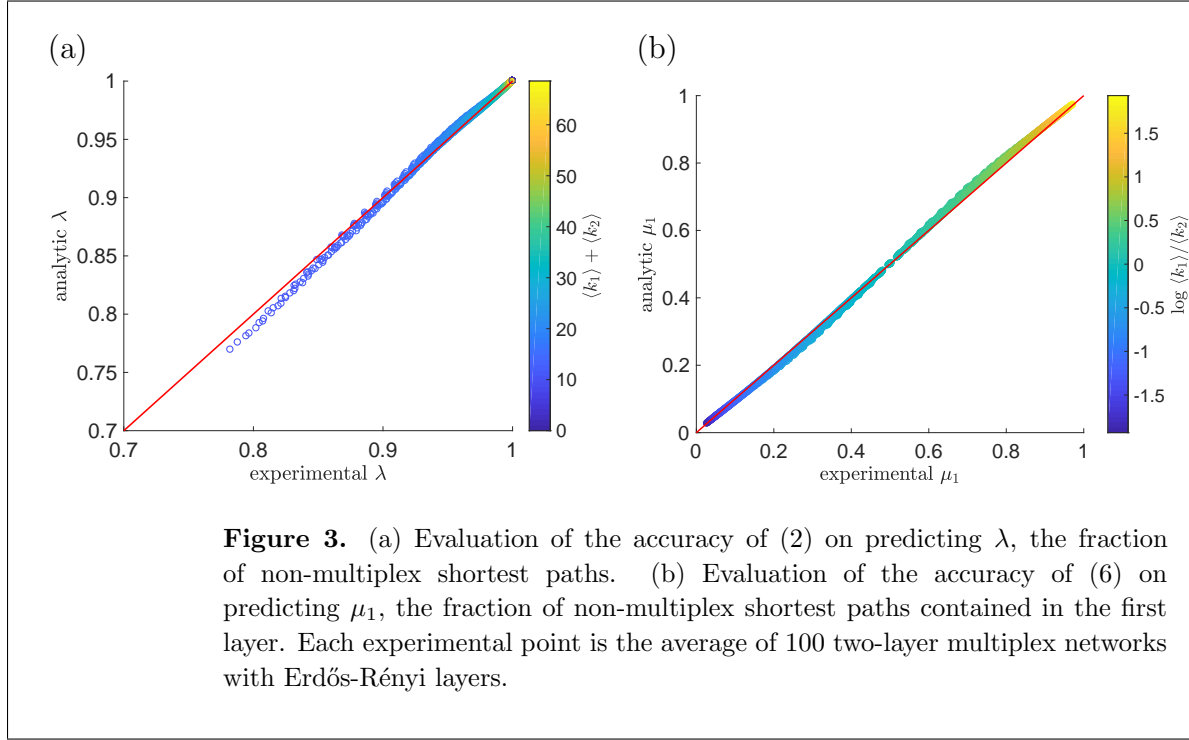 (a)
(b)
1
0.95
0.9
0.85
0.8
0.75
0.7
analytic λ
0.7
0.8
0.9
1
experimental λ
60
50
40
30
20
10
0
⟨k₁⟩ + ⟨k₂⟩
1
0.8
0.6
0.4
0.2
0
analytic μ₁
0
0.2
0.4
0.6
0.8
1
experimental μ₁
1.5
1
0.5
0
-0.5
-1
-1.5
log ⟨k₁⟩/⟨k₂⟩
Figure 3. (a) Evaluation of the accuracy of (2) on predicting λ, the fraction
of non-multiplex shortest paths. (b) Evaluation of the accuracy of (6) on
predicting μ₁, the fraction of non-multiplex shortest paths contained in the first
layer. Each experimental point is the average of 100 two-layer multiplex networks
with Erdős-Rényi layers.